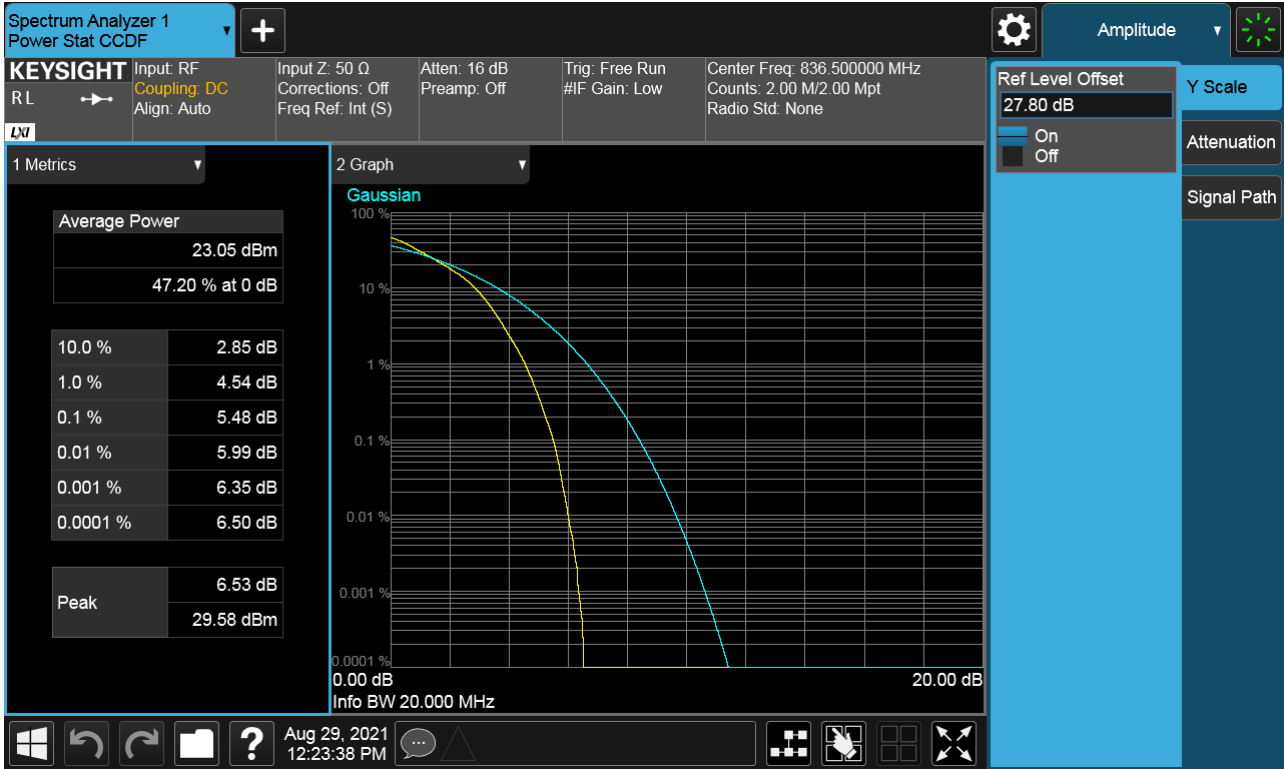 Spectrum Analyzer 1
Power Stat CCDF
Amplitude
KEYSIGHT
R L
LXI
Input: RF
Coupling: DC
Align: Auto
Input Z: 50 Ω
Corrections: Off
Freq Ref: Int (S)
Atten: 16 dB
Preamp: Off
Trig: Free Run
#IF Gain: Low
Center Freq: 836.500000 MHz
Counts: 2.00 M/2.00 Mpt
Radio Std: None
Ref Level Offset
27.80 dB
On
Off
Y Scale
Attenuation
Signal Path
1 Metrics
Average Power
23.05 dBm
47.20 % at 0 dB
10.0 % 2.85 dB
1.0 % 4.54 dB
0.1 % 5.48 dB
0.01 % 5.99 dB
0.001 % 6.35 dB
0.0001 % 6.50 dB
Peak
6.53 dB
29.58 dBm
2 Graph
Gaussian
100 %
10 %
1 %
0.1 %
0.01 %
0.001 %
0.0001 %
0.00 dB 20.00 dB
Info BW 20.000 MHz
?
Aug 29, 2021
12:23:38 PM